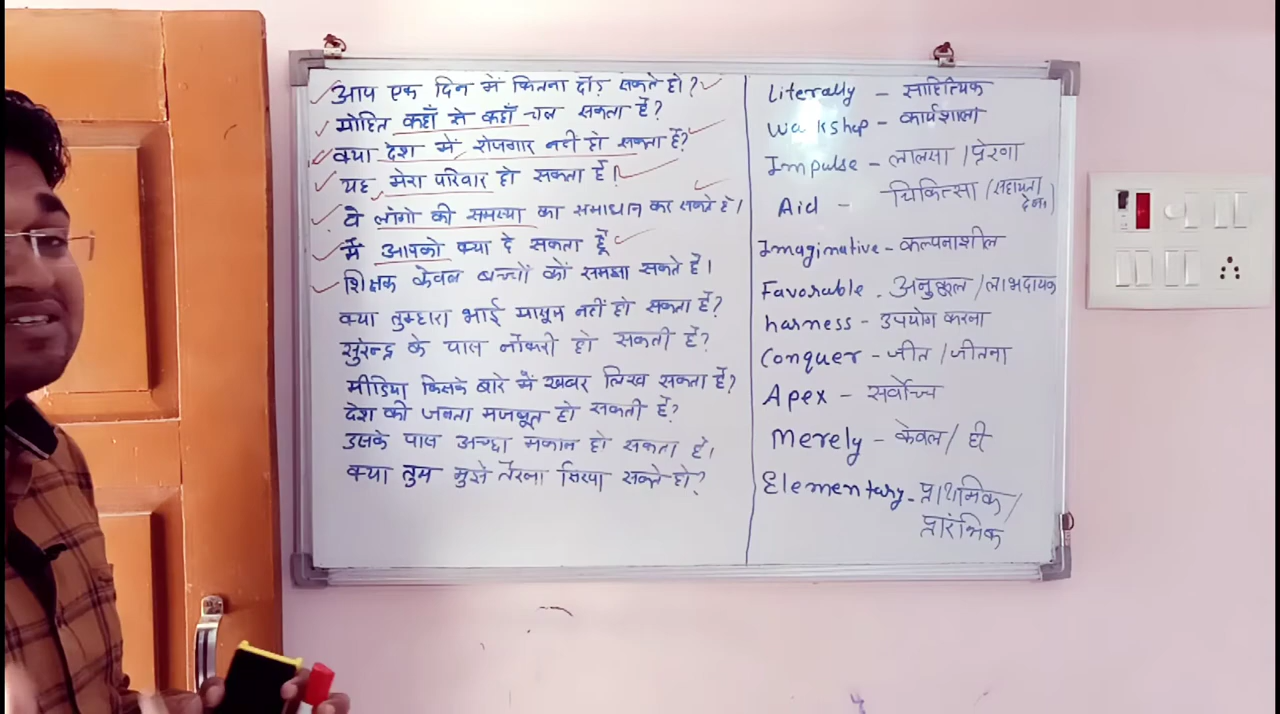 आप एक दिन में कितना दौड़ सकते हो?
मोहित कहाँ से कहाँ चल सकता हैं?
क्या देश में रोजगार नहीं हो सकता हैं?
यह मेरा परिवार हो सकता हैं!
वे लोगो की समस्या का समाधान कर सकते हैं।
मैं आपको क्या दे सकता हूँ
शिक्षक केवल बच्चों कों समझा सकते हैं।
क्या तुम्हारा भाई मासून नहीं हो सकता हैं?
सुरेन्द्र के पास नौकरी हो सकती हैं?
मीडिया किसके बारे में खबर लिख सकता हैं?
देश की जनता मजबूत हो सकती हैं?
उसके पास अच्छा मकान हो सकता हैं।
क्या तुम मुझे तैरना सिखा सकते हो?
Literally - साहित्यिक
Workshop - कार्यशाला
Impulse - लालसा / प्रेरणा
Aid - चिकित्सा (सहायता देना)
Imaginative - कल्पनाशील
Favorable - अनुकूल / लाभदायक
harness - उपयोग करना
Conquer - जीत / जीतना
Apex - सर्वोच्च
Merely - केवल / ही
Elementary - प्राथमिक /
प्रारंभिक